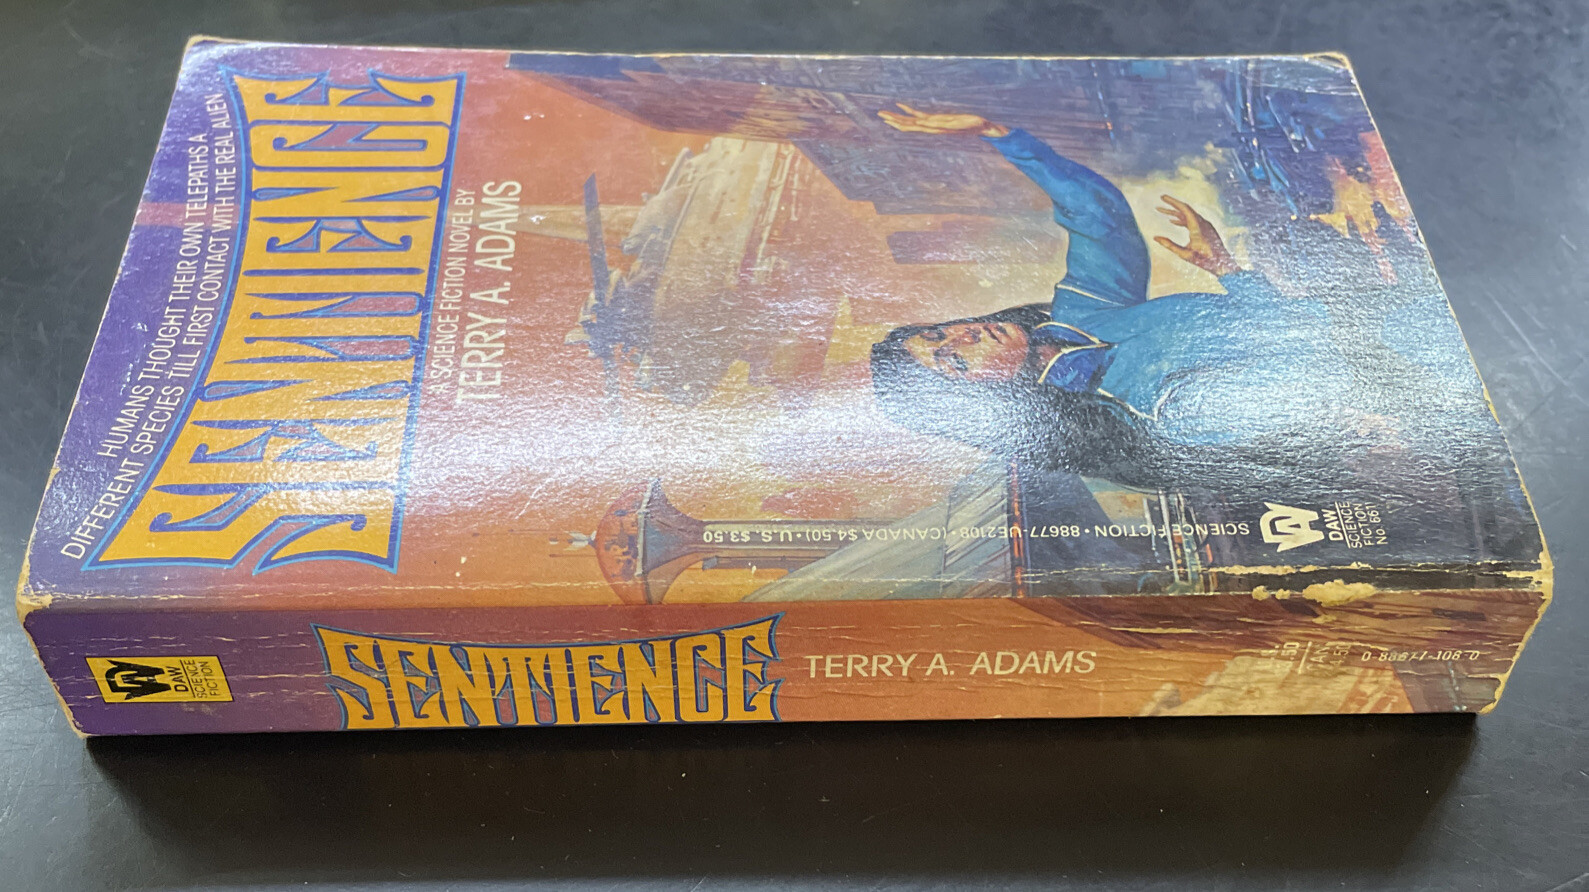 HUMANS THOUGHT THEIR OWN TELEPATHS A
DIFFERENT SPECIES TILL FIRST CONTACT WITH THE REAL ALIEN
SENTIENCE
A SCIENCE FICTION NOVEL BY
TERRY A. ADAMS
SCIENCE FICTION • 88677-UE2108 (CANADA $4.50) • U.S. $3.50
DAW
SCIENCE
FICTION
No 661
DAW
SCIENCE
FICTION
SENTIENCE
TERRY A. ADAMS